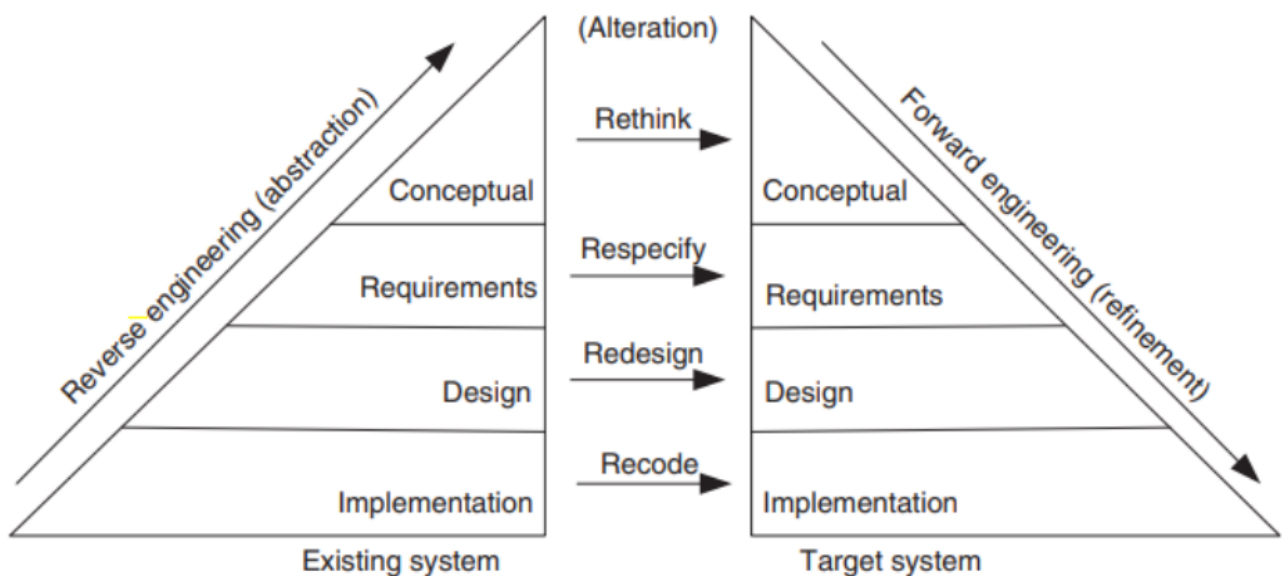 (Alteration)
Reverse engineering (abstraction)
Forward engineering (refinement)
Rethink
Conceptual
Conceptual
Respecify
Requirements
Requirements
Redesign
Design
Design
Recode
Implementation
Implementation
Existing system
Target system